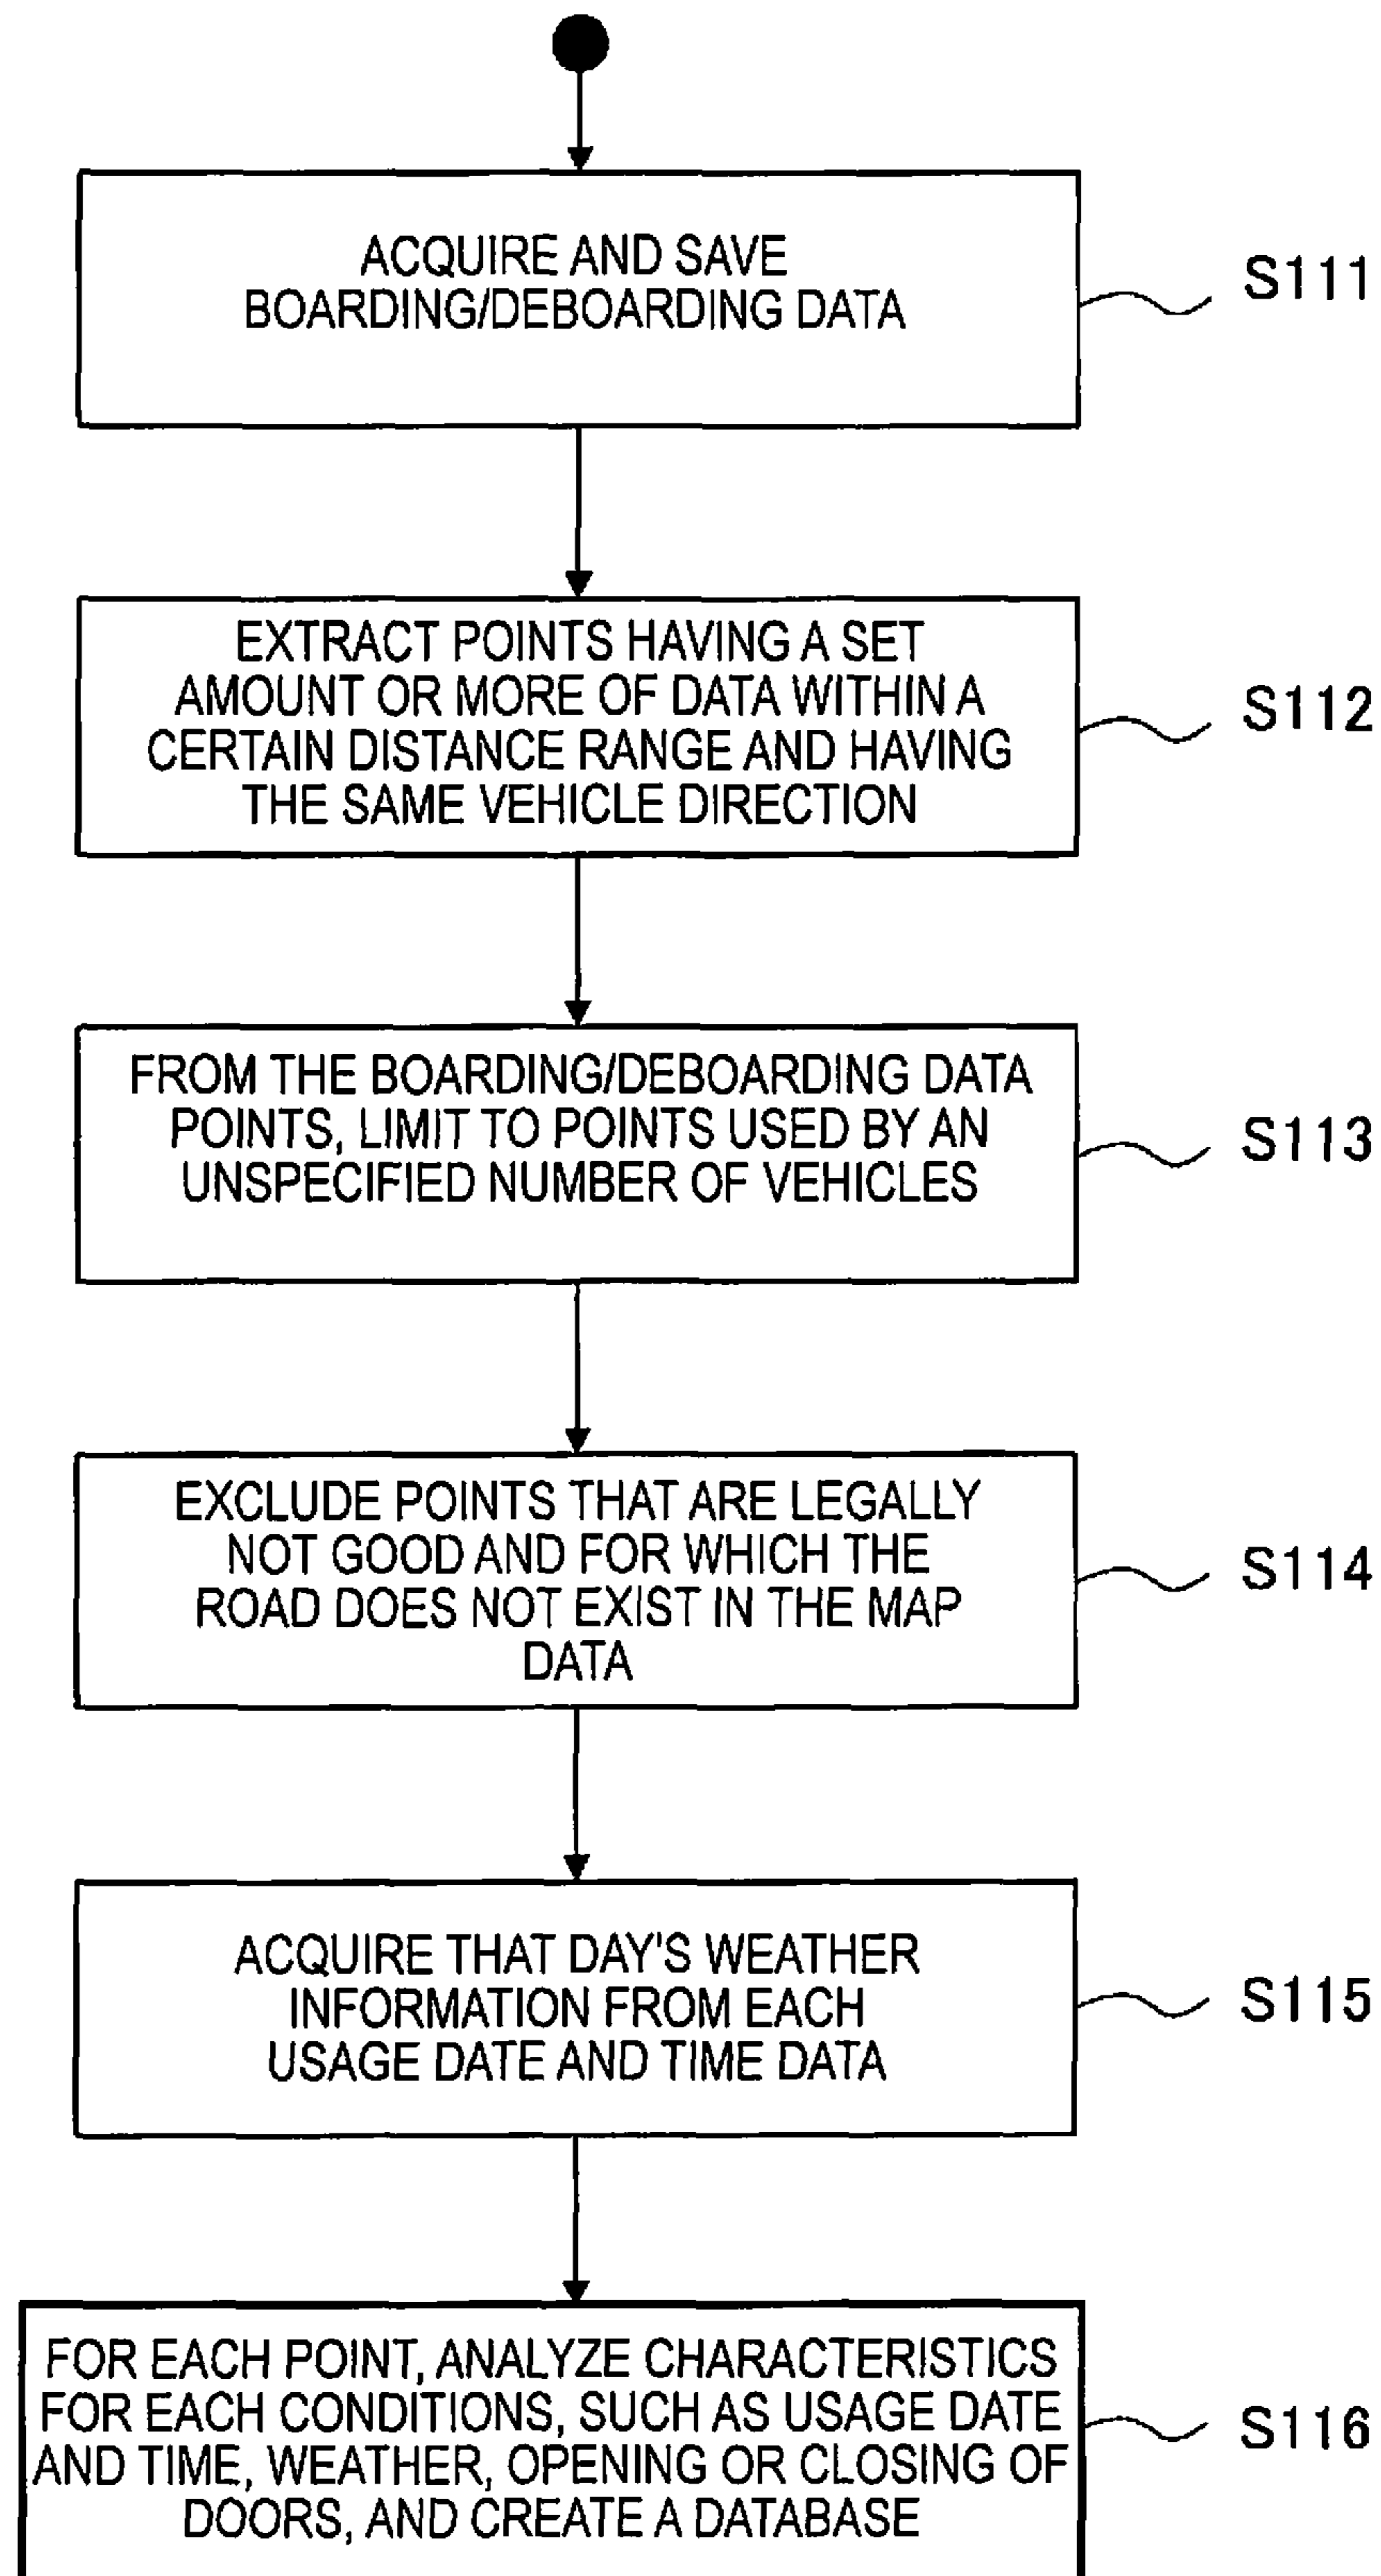 ACQUIRE AND SAVE
BOARDING/DEBOARDING DATA
S111
EXTRACT POINTS HAVING A SET
AMOUNT OR MORE OF DATA WITHIN A
CERTAIN DISTANCE RANGE AND HAVING
THE SAME VEHICLE DIRECTION
S112
FROM THE BOARDING/DEBOARDING DATA
POINTS, LIMIT TO POINTS USED BY AN
UNSPECIFIED NUMBER OF VEHICLES
S113
EXCLUDE POINTS THAT ARE LEGALLY
NOT GOOD AND FOR WHICH THE
ROAD DOES NOT EXIST IN THE MAP
DATA
S114
ACQUIRE THAT DAY'S WEATHER
INFORMATION FROM EACH
USAGE DATE AND TIME DATA
S115
FOR EACH POINT, ANALYZE CHARACTERISTICS
FOR EACH CONDITIONS, SUCH AS USAGE DATE
AND TIME, WEATHER, OPENING OR CLOSING OF
DOORS, AND CREATE A DATABASE
S116